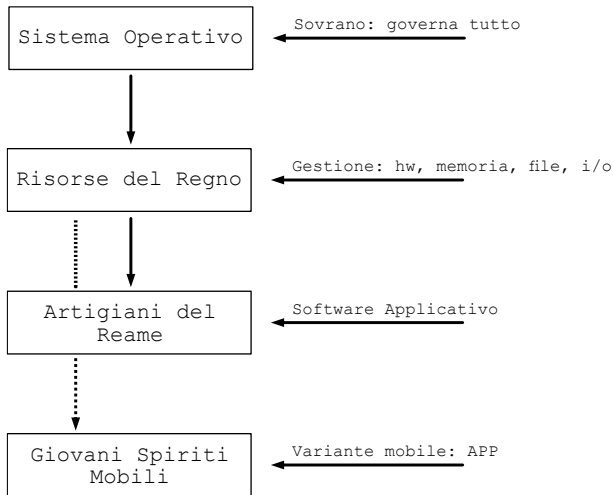 Sistema Operativo
Sovrano: governa tutto
Risorse del Regno
Gestione: hw, memoria, file, i/o
Artigiani del
Reame
Software Applicativo
Giovani Spiriti
Mobili
Variante mobile: APP